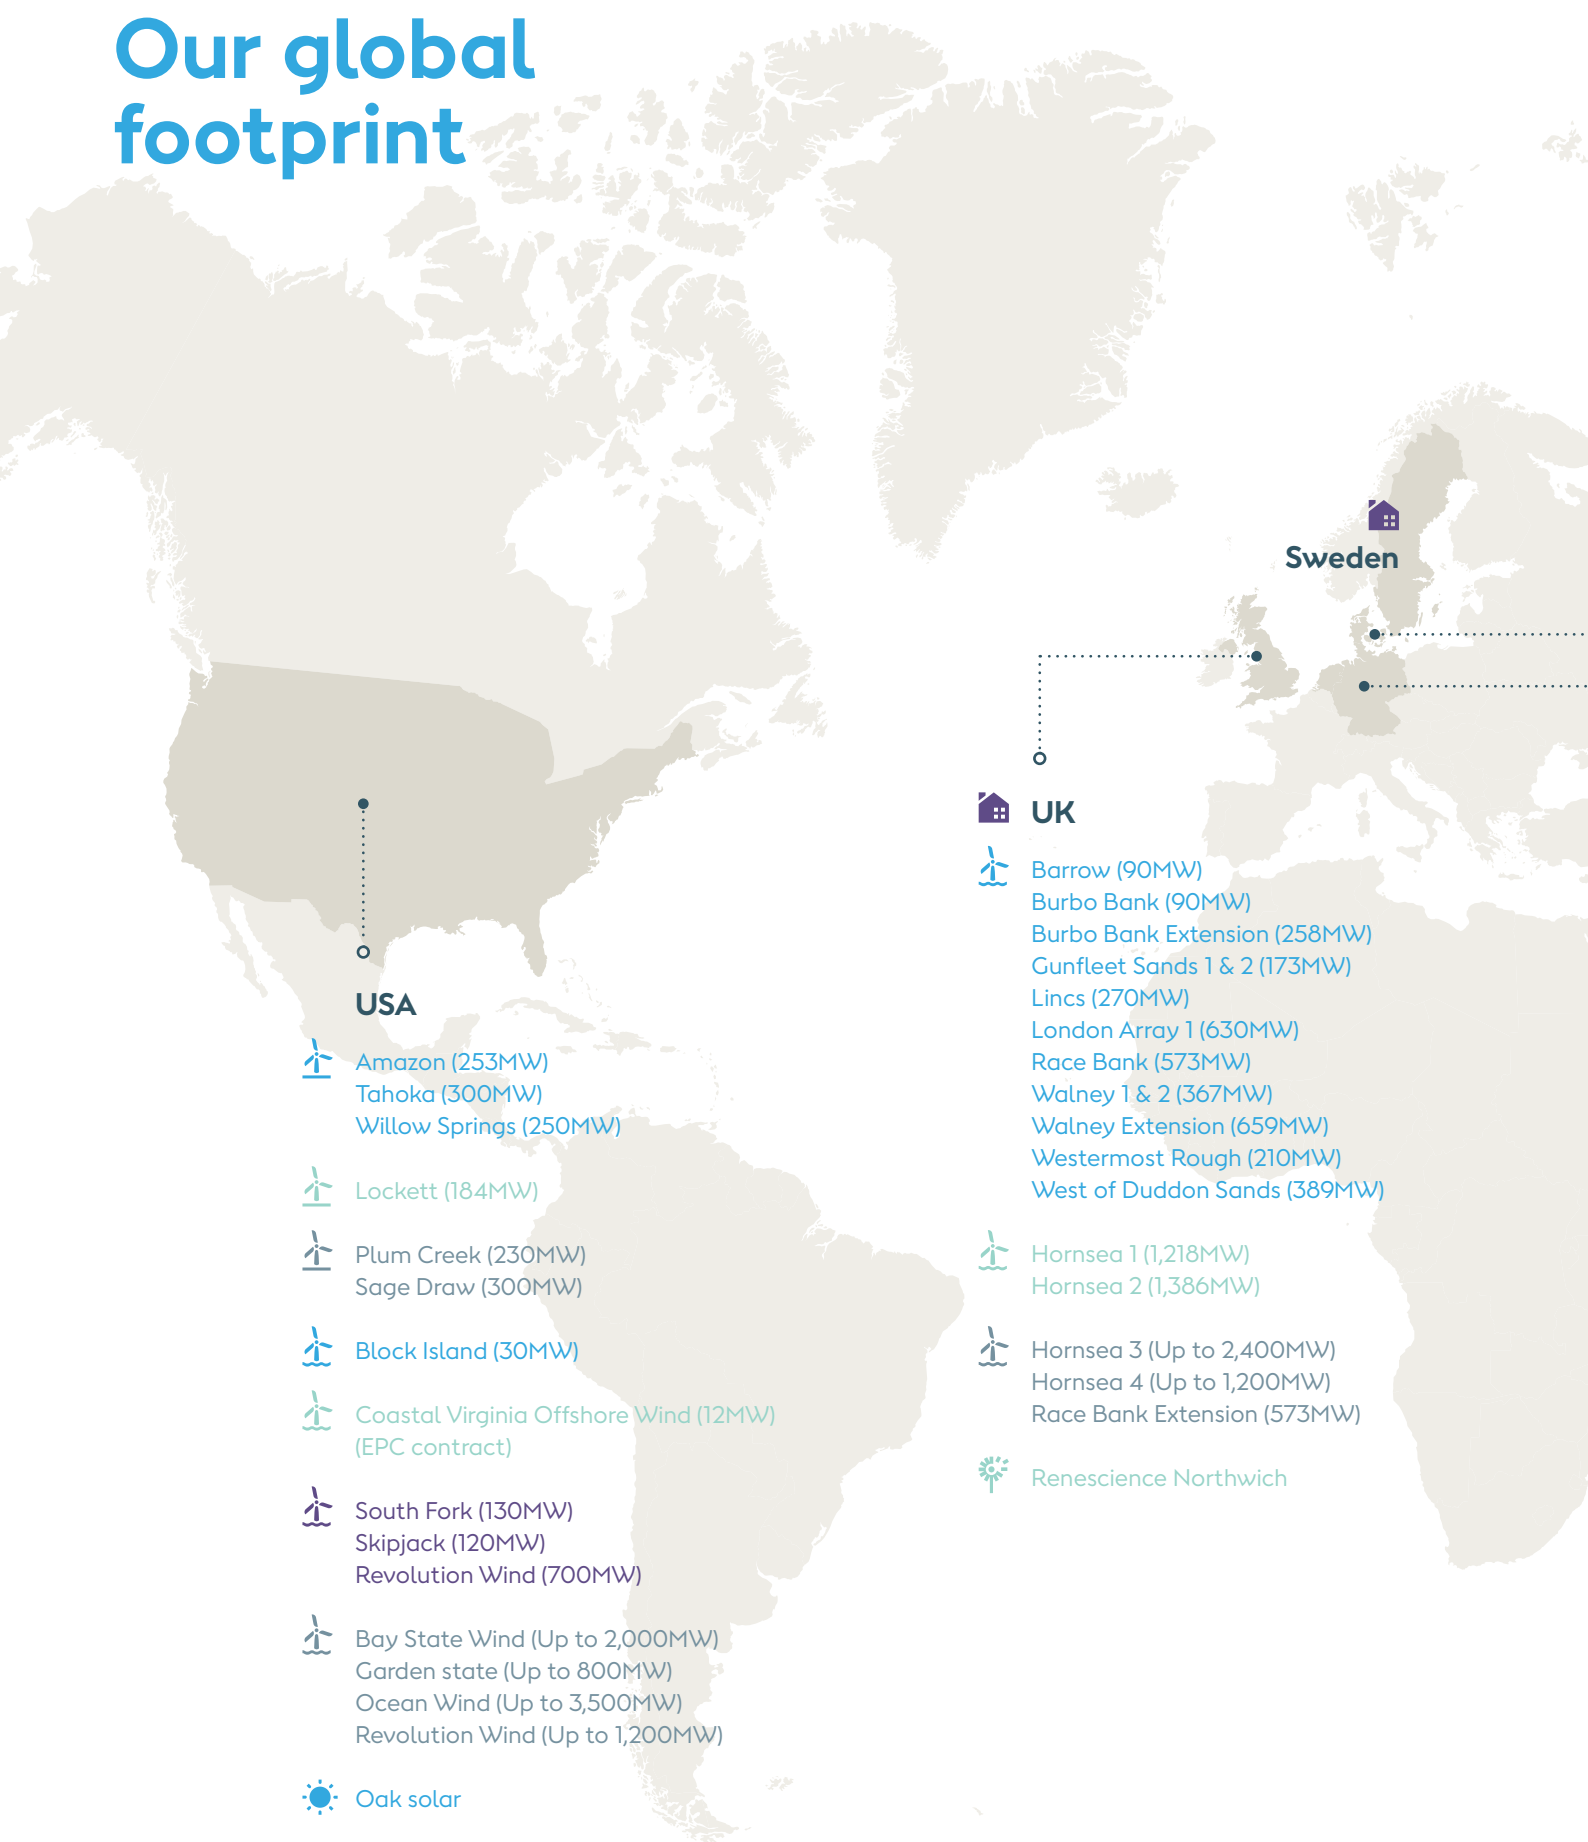 Our global
footprint
Sweden
USA
Amazon (253MW)
Tahoka (300MW)
Willow Springs (250MW)
Lockett (184MW)
Plum Creek (230MW)
Sage Draw (300MW)
Block Island (30MW)
Coastal Virginia Offshore Wind (12MW)
(EPC contract)
South Fork (130MW)
Skipjack (120MW)
Revolution Wind (700MW)
Bay State Wind (Up to 2,000MW)
Garden state (Up to 800MW)
Ocean Wind (Up to 3,500MW)
Revolution Wind (Up to 1,200MW)
Oak solar
UK
Barrow (90MW)
Burbo Bank (90MW)
Burbo Bank Extension (258MW)
Gunfleet Sands 1 & 2 (173MW)
Lincs (270MW)
London Array 1 (630MW)
Race Bank (573MW)
Walney 1 & 2 (367MW)
Walney Extension (659MW)
Westermost Rough (210MW)
West of Duddon Sands (389MW)
Hornsea 1 (1,218MW)
Hornsea 2 (1,386MW)
Hornsea 3 (Up to 2,400MW)
Hornsea 4 (Up to 1,200MW)
Race Bank Extension (573MW)
Renescience Northwich